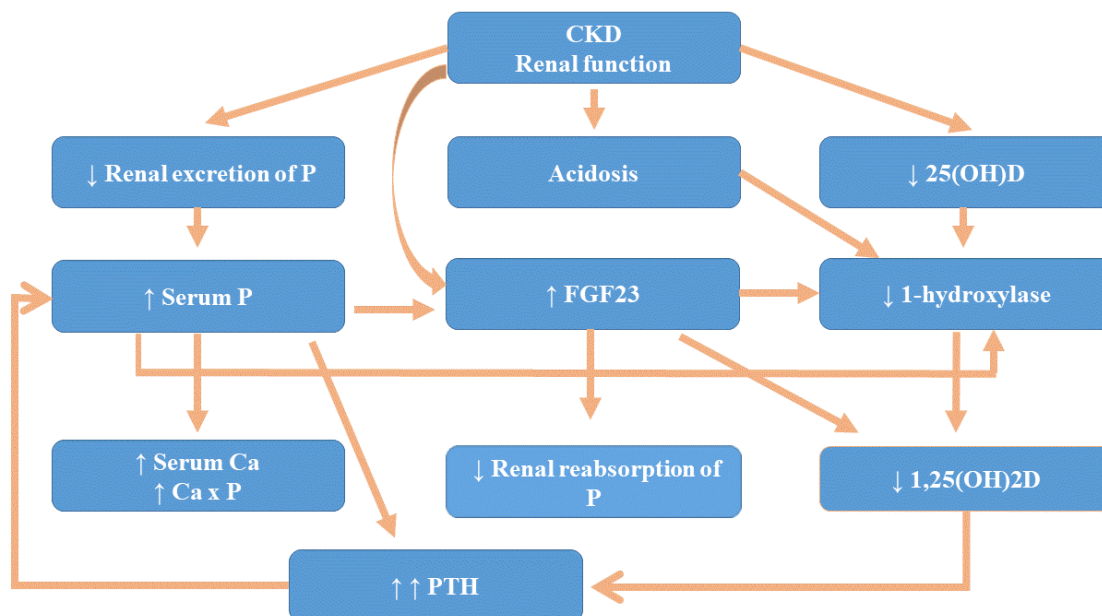 CKD
Renal function
↓ Renal excretion of P
Acidosis
↓ 25(OH)D
↑ Serum P
↑ FGF23
↓ 1-hydroxylase
↑ Serum Ca
↑ Ca x P
↓ Renal reabsorption of
P
↓ 1,25(OH)2D
↑ ↑ PTH